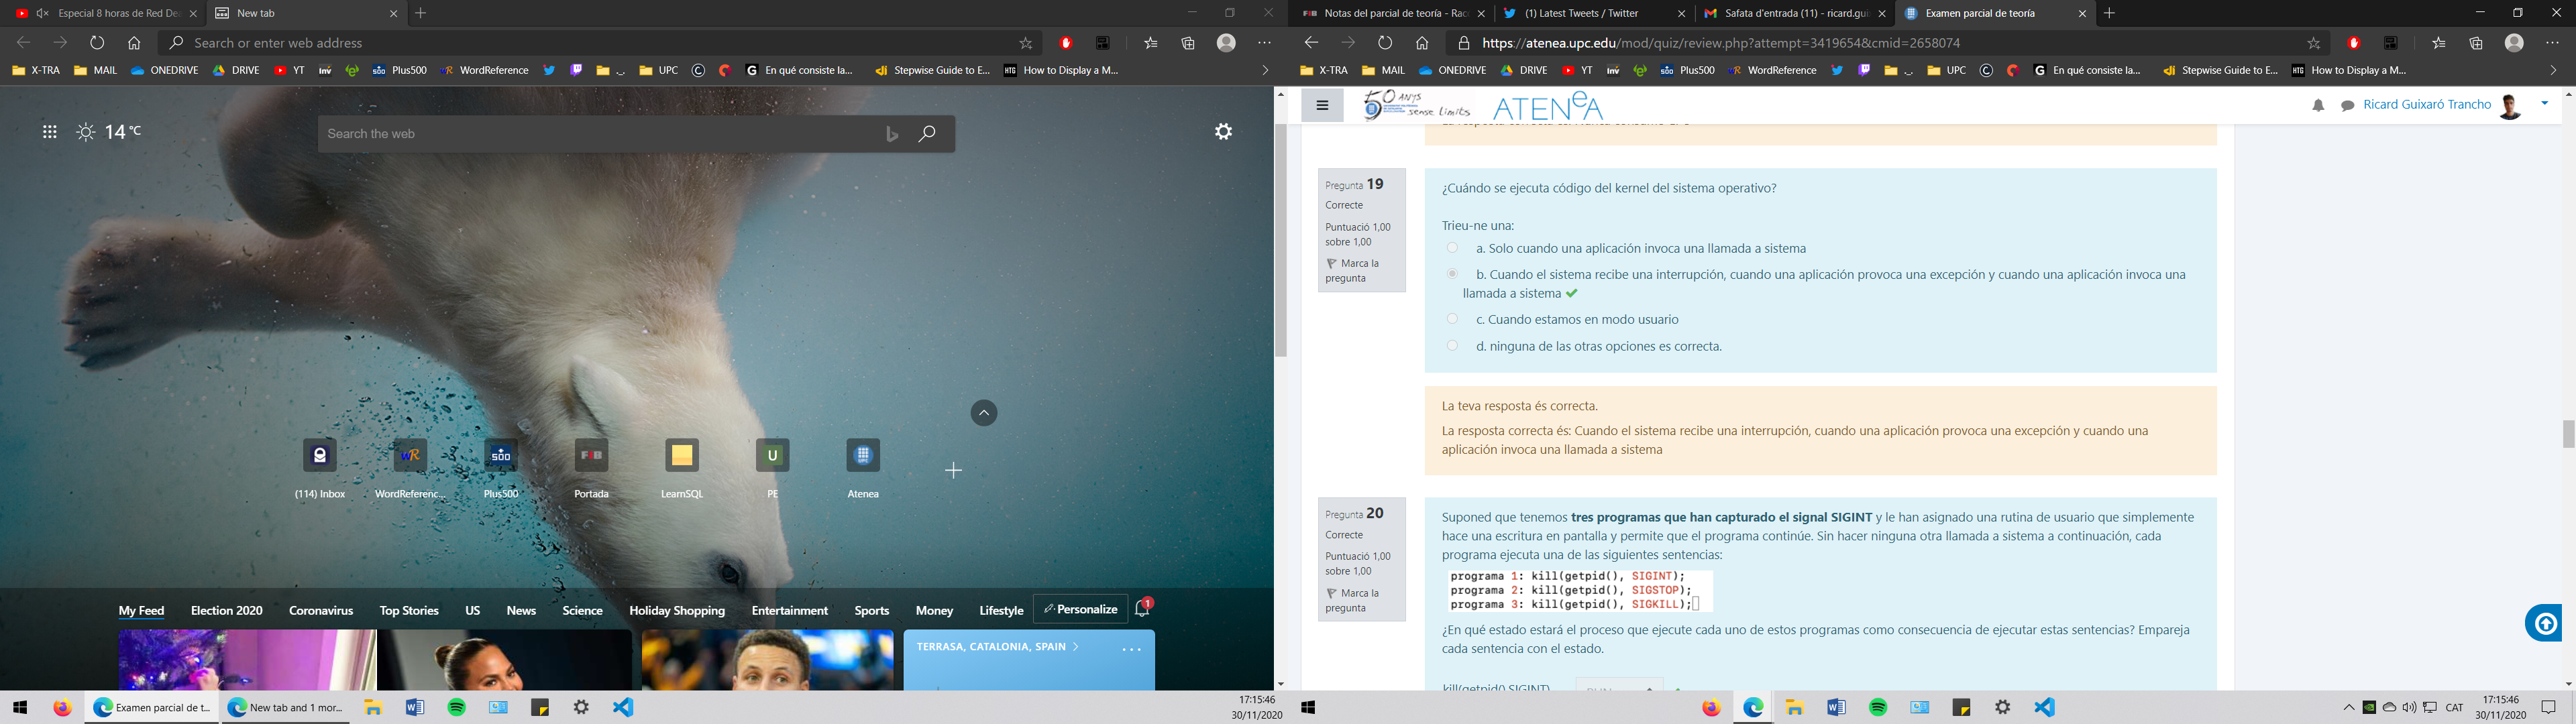 Especial 8 horas de Red Dea
New tab
Search or enter web address
X-TRA
MAIL
ONEDRIVE
DRIVE
YT
inv
Plus500
WordReference
UPC
En qué consiste la...
Stepwise Guide to E...
HTG How to Display a M...
14 °C
Search the web
(114) Inbox
WordReferenc...
Plus500
Portada
LearnSQL
PE
Atenea
My Feed
Election 2020
Coronavirus
Top Stories
US
News
Science
Holiday Shopping
Entertainment
Sports
Money
Lifestyle
Personalize
1
TERRASA, CATALONIA, SPAIN
Examen parcial de t...
New tab and 1 mor...
17:15:46
30/11/2020
Notas del parcial de teoría - Rac
(1) Latest Tweets / Twitter
Safata d'entrada (11) - ricard.gui
Examen parcial de teoría
https://atenea.upc.edu/mod/quiz/review.php?attempt=3419654&cmid=2658074
X-TRA
MAIL
ONEDRIVE
DRIVE
YT
inv
Plus500
WordReference
UPC
En qué consiste la...
Stepwise Guide to E...
HTG How to Display a M...
50 ANYS
sense límits
ATENEA
Ricard Guixaró Trancho
Pregunta 19
Correcte
Puntuació 1,00
sobre 1,00
Marca la
pregunta
¿Cuándo se ejecuta código del kernel del sistema operativo?
Trieu-ne una:
a. Solo cuando una aplicación invoca una llamada a sistema
b. Cuando el sistema recibe una interrupción, cuando una aplicación provoca una excepción y cuando una aplicación invoca una
llamada a sistema
c. Cuando estamos en modo usuario
d. ninguna de las otras opciones es correcta.
La teva resposta és correcta.
La resposta correcta és: Cuando el sistema recibe una interrupción, cuando una aplicación provoca una excepción y cuando una
aplicación invoca una llamada a sistema
Pregunta 20
Correcte
Puntuació 1,00
sobre 1,00
Marca la
pregunta
Suponed que tenemos tres programas que han capturado el signal SIGINT y le han asignado una rutina de usuario que simplemente
hace una escritura en pantalla y permite que el programa continúe. Sin hacer ninguna otra llamada a sistema a continuación, cada
programa ejecuta una de las siguientes sentencias:
programa 1: kill(getpid(), SIGINT);
programa 2: kill(getpid(), SIGSTOP);
programa 3: kill(getpid(), SIGKILL);
¿En qué estado estará el proceso que ejecute cada uno de estos programas como consecuencia de ejecutar estas sentencias? Empareja
cada sentencia con el estado.
kill(getpid(),SIGINT)
CAT
17:15:46
30/11/2020